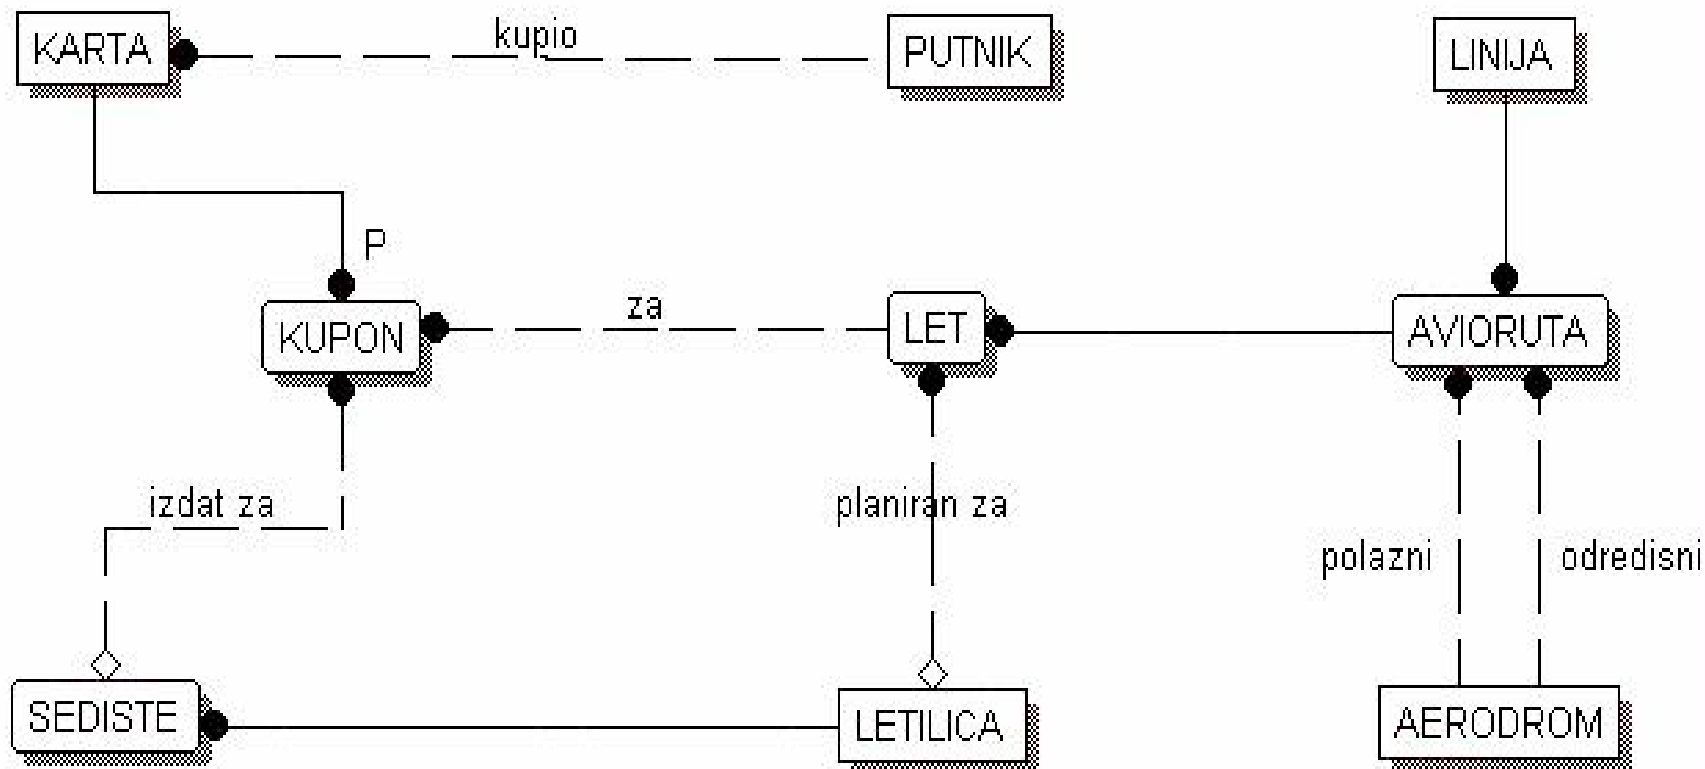 KARTA
kupio
PUTNIK
LINIJA
P
KUPON
za
LET
AVIORUTA
izdat za
planiran za
polazni
odredisni
SEDISTE
LETILICA
AERODROM